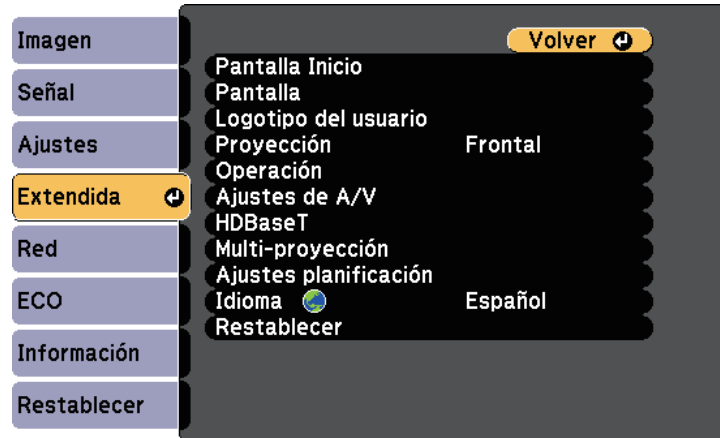 Imagen
Señal
Ajustes
Extendida
Red
ECO
Información
Restablecer
Volver
Pantalla Inicio
Pantalla
Logotipo del usuario
Proyección Frontal
Operación
Ajustes de A/V
HDBaseT
Multi-proyección
Ajustes planificación
Idioma Español
Restablecer